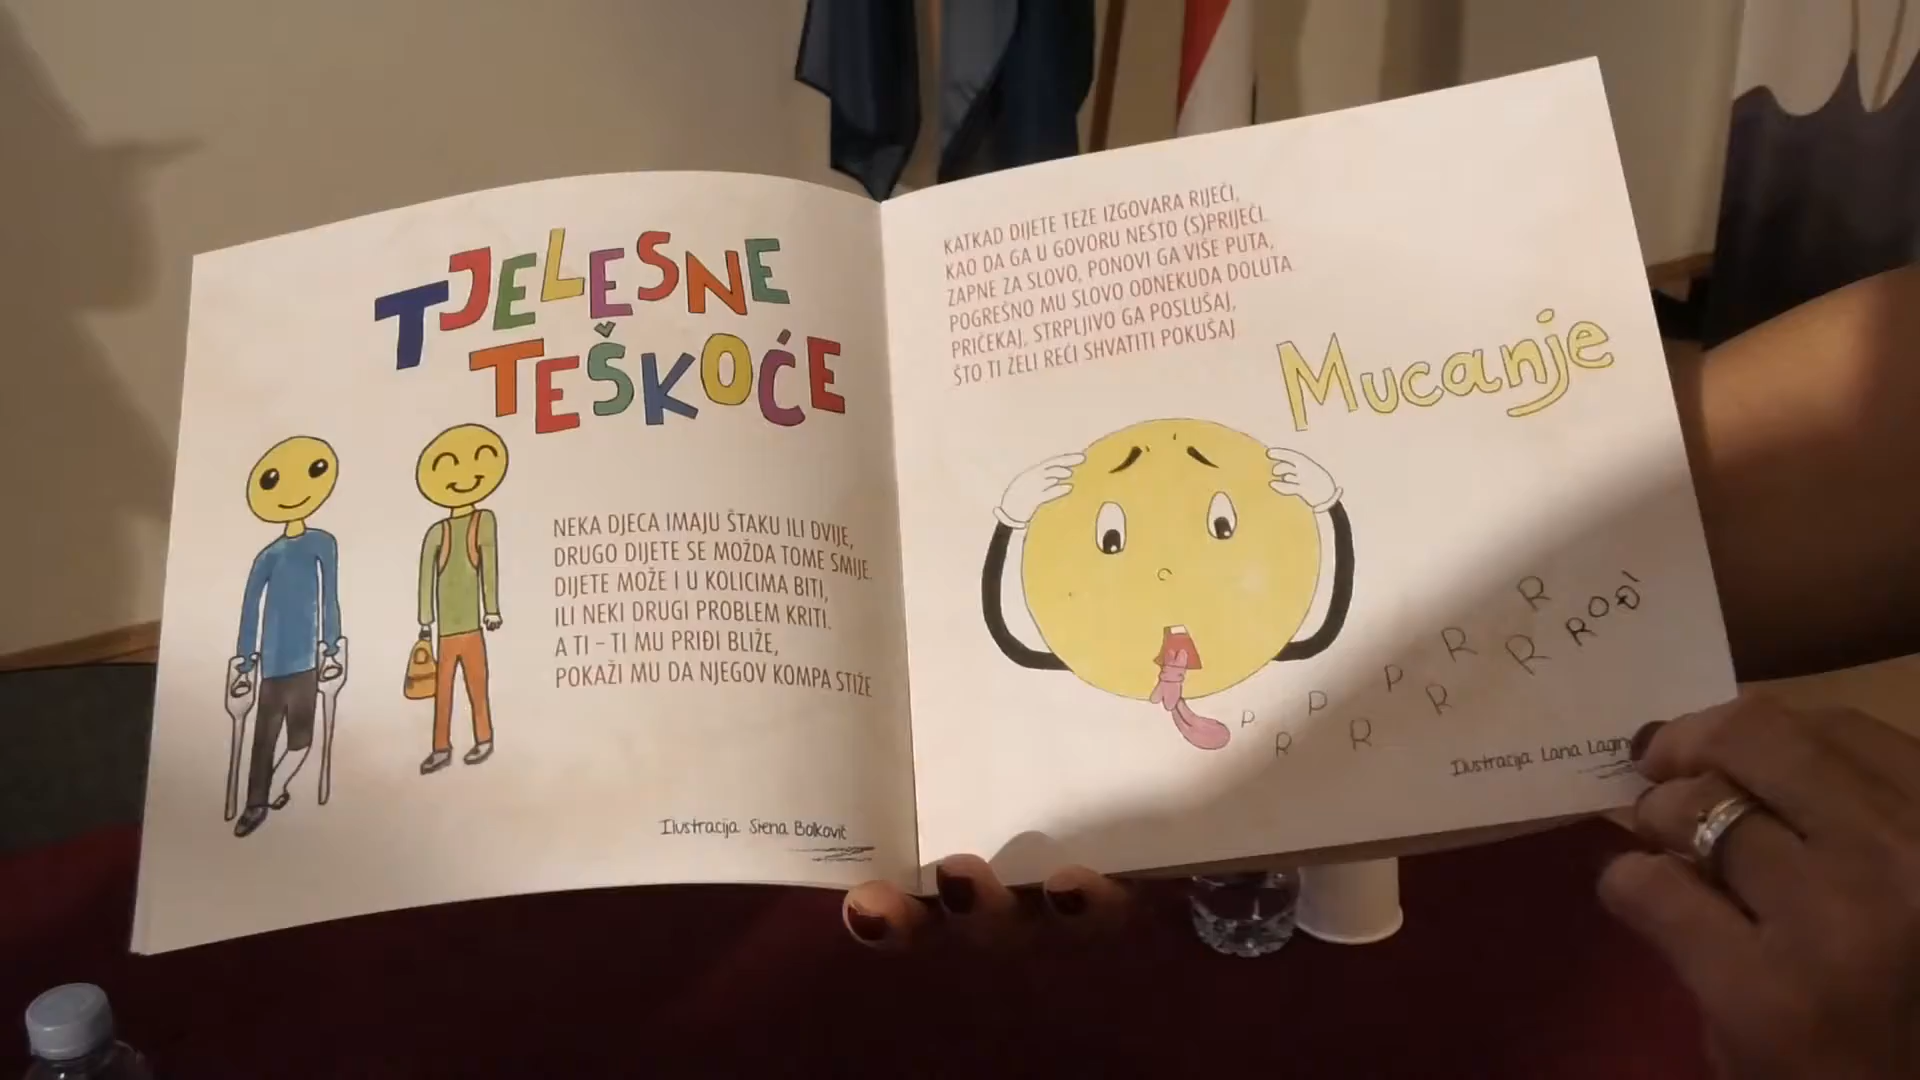 TJELESNE
TEŠKOĆE
NEKA DJECA IMAJU ŠTAKU ILI DVIJE,
DRUGO DIJETE SE MOŽDA TOME SMIJE.
DIJETE MOŽE I U KOLICIMA BITI,
ILI NEKI DRUGI PROBLEM KRITI.
A TI – TI MU PRIĐI BLIŽE,
POKAŽI MU DA NJEGOV KOMPA STIŽE
Ilustracija Siena Bolković
KATKAD DIJETE TEŽE IZGOVARA RIJEČI,
KAO DA GA U GOVORU NEŠTO (S)PRIJEČI.
ZAPNE ZA SLOVO, PONOVI GA VIŠE PUTA,
POGREŠNO MU SLOVO ODNEKUDA DOLUTA.
PRIČEKAJ, STRPLJIVO GA POSLUŠAJ,
ŠTO TI ŽELI REĆI SHVATITI POKUŠAJ.
Mucanje
P P P R R ROĐI
R R R R
Ilustracija Lana